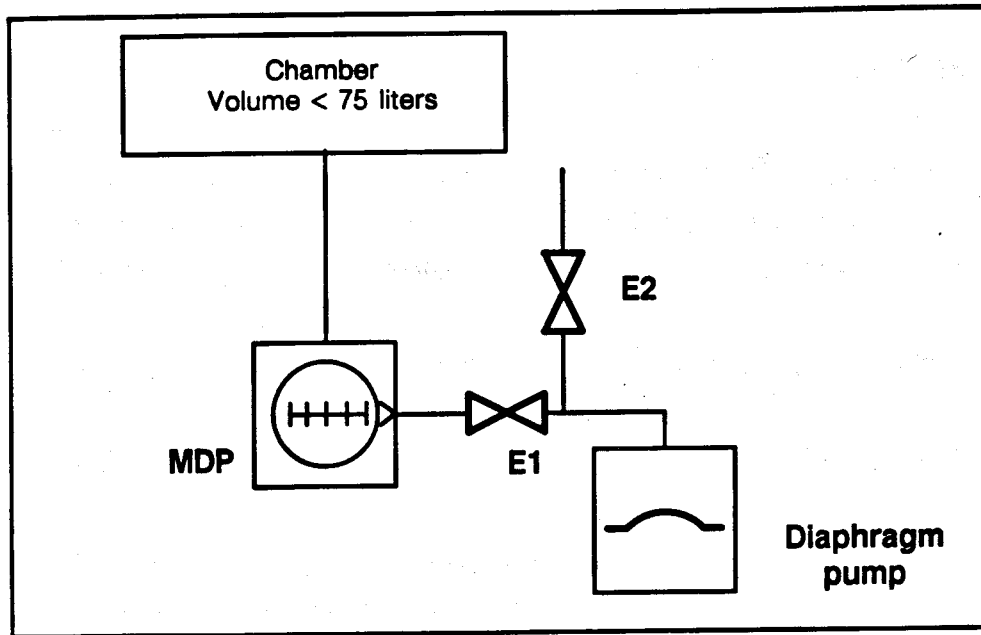 Chamber
Volume < 75 liters
E2
MDP
E1
Diaphragm
pump